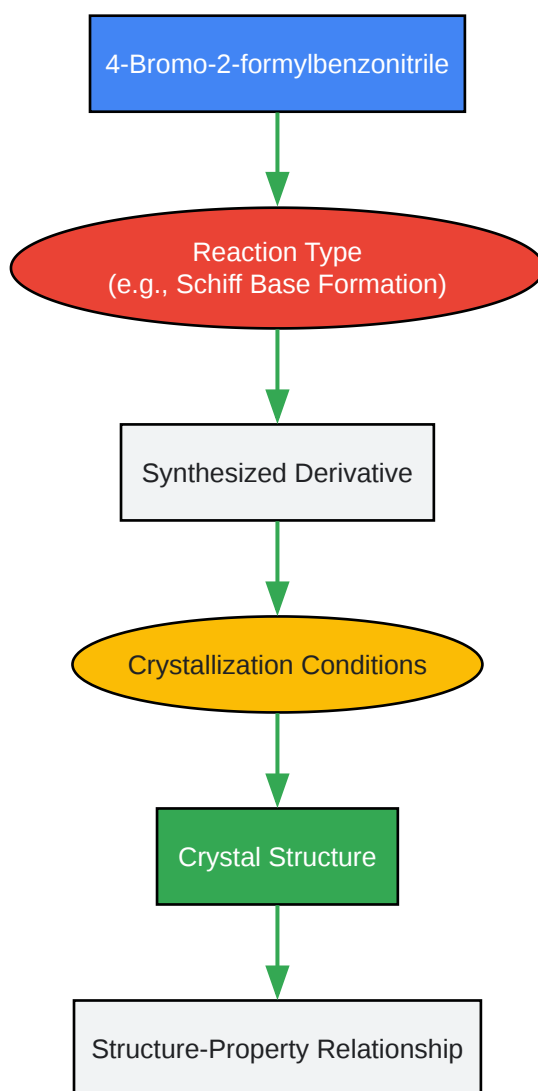 4-Bromo-2-formylbenzonitrile
Reaction Type
(e.g., Schiff Base Formation)
Synthesized Derivative
Crystallization Conditions
Crystal Structure
Structure-Property Relationship